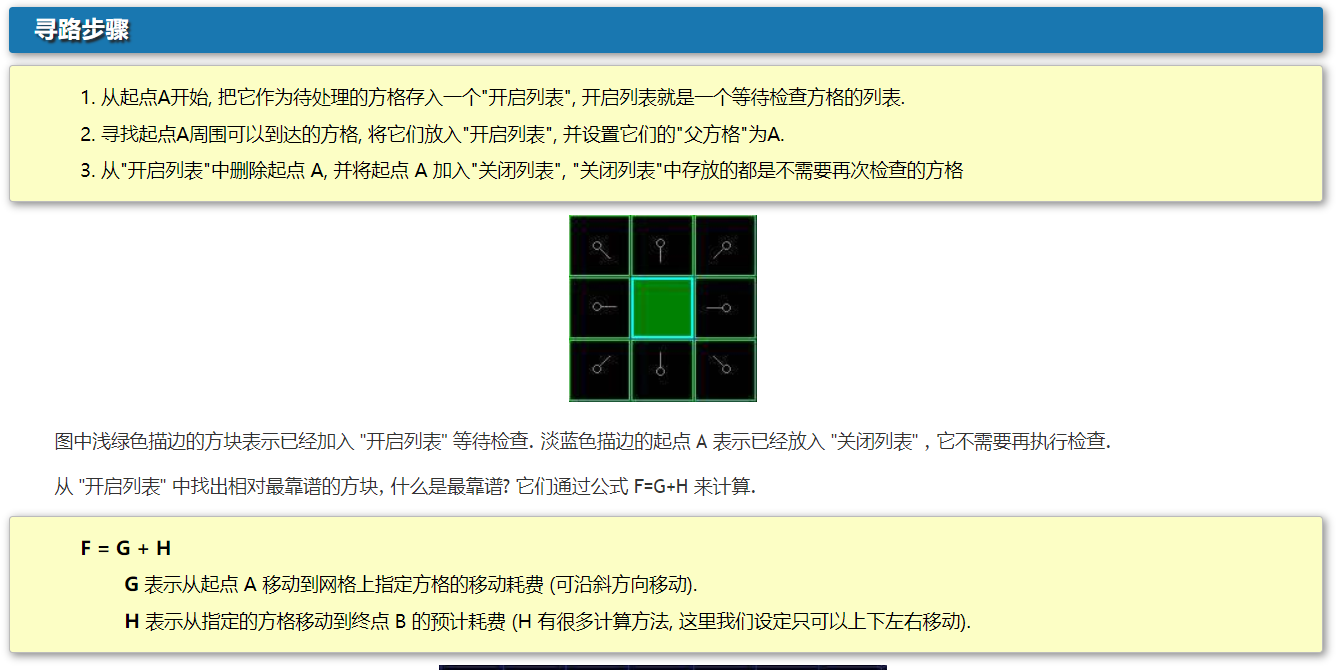 寻路步骤
1. 从起点A开始, 把它作为待处理的方格存入一个"开启列表", 开启列表就是一个等待检查方格的列表.
2. 寻找起点A周围可以到达的方格, 将它们放入"开启列表", 并设置它们的"父方格"为A.
3. 从"开启列表"中删除起点 A, 并将起点 A 加入"关闭列表", "关闭列表"中存放的都是不需要再次检查的方格
图中浅绿色描边的方块表示已经加入 "开启列表" 等待检查. 淡蓝色描边的起点 A 表示已经放入 "关闭列表" , 它不需要再执行检查.
从 "开启列表" 中找出相对最靠谱的方块, 什么是最靠谱? 它们通过公式 F=G+H 来计算.
F = G + H
G 表示从起点 A 移动到网格上指定方格的移动耗费 (可沿斜方向移动).
H 表示从指定的方格移动到终点 B 的预计耗费 (H 有很多计算方法, 这里我们设定只可以上下左右移动).